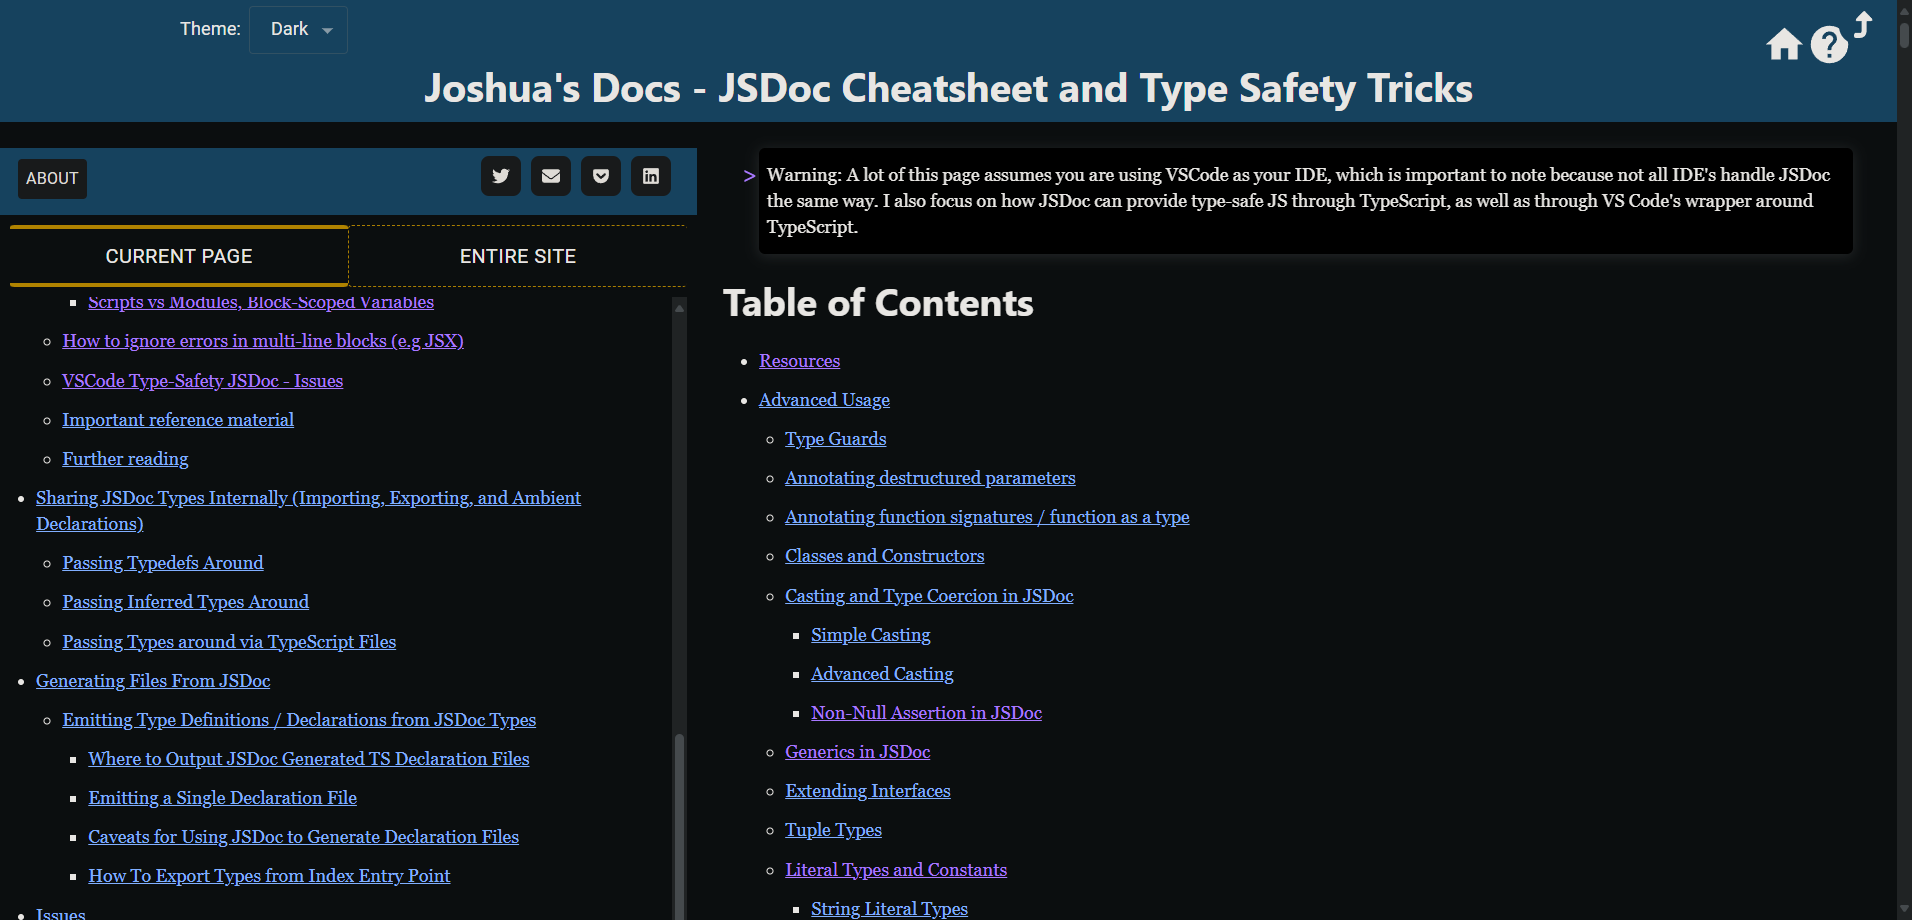 Theme: Dark
Joshua's Docs - JSDoc Cheatsheet and Type Safety Tricks
ABOUT
CURRENT PAGE
ENTIRE SITE
Scripts vs Modules, Block-Scoped Variables
How to ignore errors in multi-line blocks (e.g JSX)
VSCode Type-Safety JSDoc - Issues
Important reference material
Further reading
Sharing JSDoc Types Internally (Importing, Exporting, and Ambient
Declarations)
Passing Typedefs Around
Passing Inferred Types Around
Passing Types around via TypeScript Files
Generating Files From JSDoc
Emitting Type Definitions / Declarations from JSDoc Types
Where to Output JSDoc Generated TS Declaration Files
Emitting a Single Declaration File
Caveats for Using JSDoc to Generate Declaration Files
How To Export Types from Index Entry Point
Issues
> Warning: A lot of this page assumes you are using VSCode as your IDE, which is important to note because not all IDE's handle JSDoc
the same way. I also focus on how JSDoc can provide type-safe JS through TypeScript, as well as through VS Code's wrapper around
TypeScript.
Table of Contents
Resources
Advanced Usage
Type Guards
Annotating destructured parameters
Annotating function signatures / function as a type
Classes and Constructors
Casting and Type Coercion in JSDoc
Simple Casting
Advanced Casting
Non-Null Assertion in JSDoc
Generics in JSDoc
Extending Interfaces
Tuple Types
Literal Types and Constants
String Literal Types